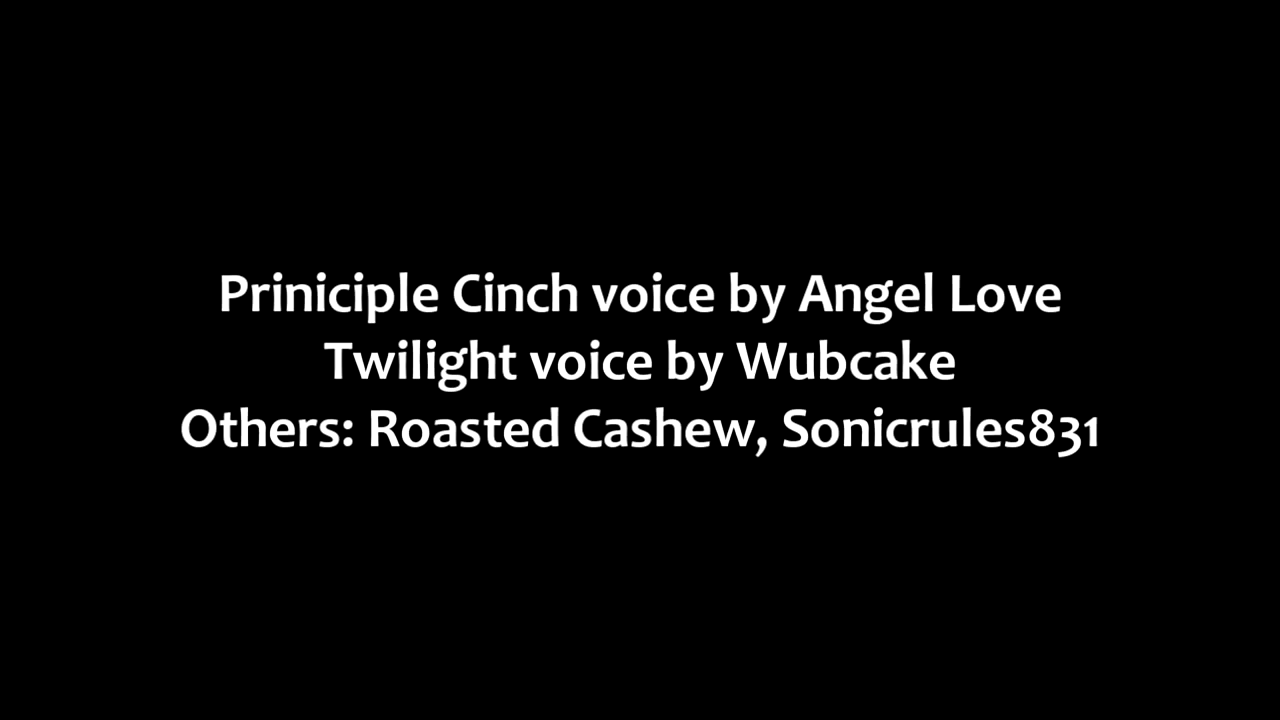 Priniciple Cinch voice by Angel Love
Twilight voice by Wubcake
Others: Roasted Cashew, Sonicrules831